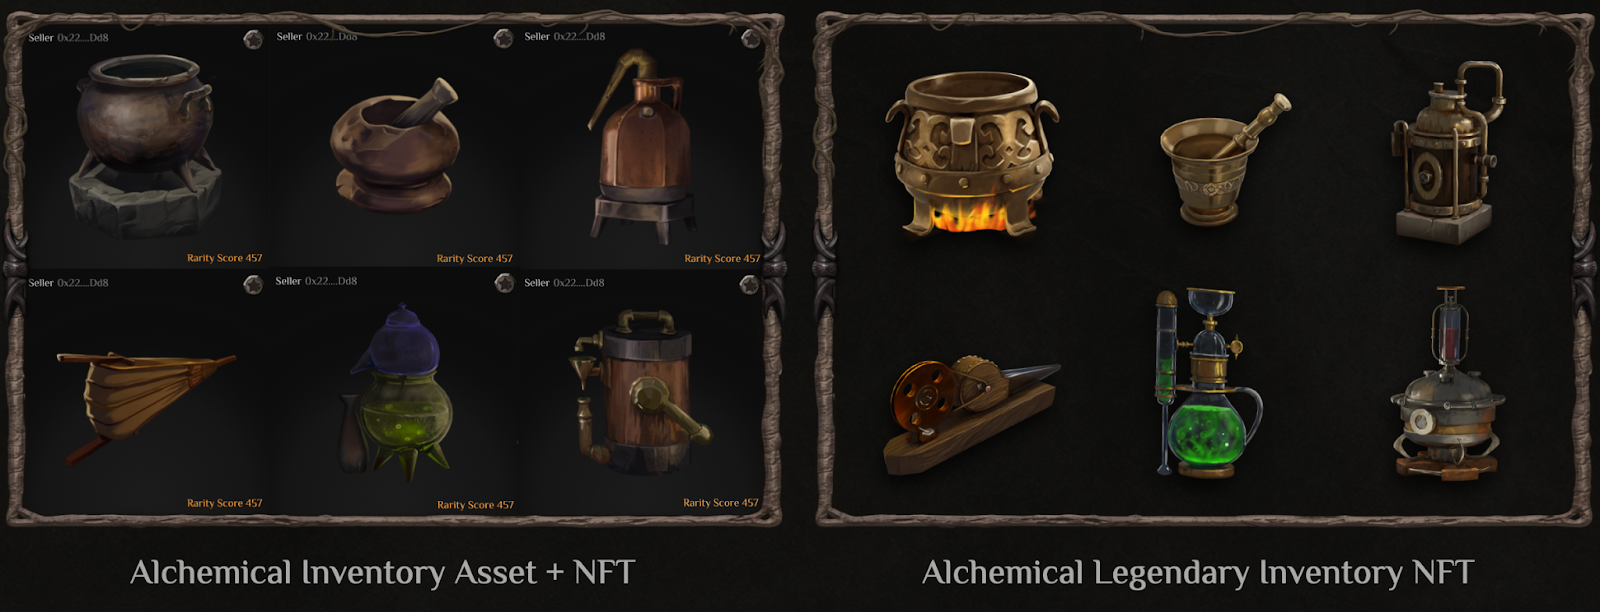 Seller 0x22....Dd8
Seller 0x22....Dd8
Seller 0x22....Dd8
Rarity Score 457
Rarity Score 457
Rarity Score 457
Seller 0x22....Dd8
Seller 0x22....Dd8
Seller 0x22....Dd8
Rarity Score 457
Rarity Score 457
Rarity Score 457
Alchemical Inventory Asset + NFT
Alchemical Legendary Inventory NFT